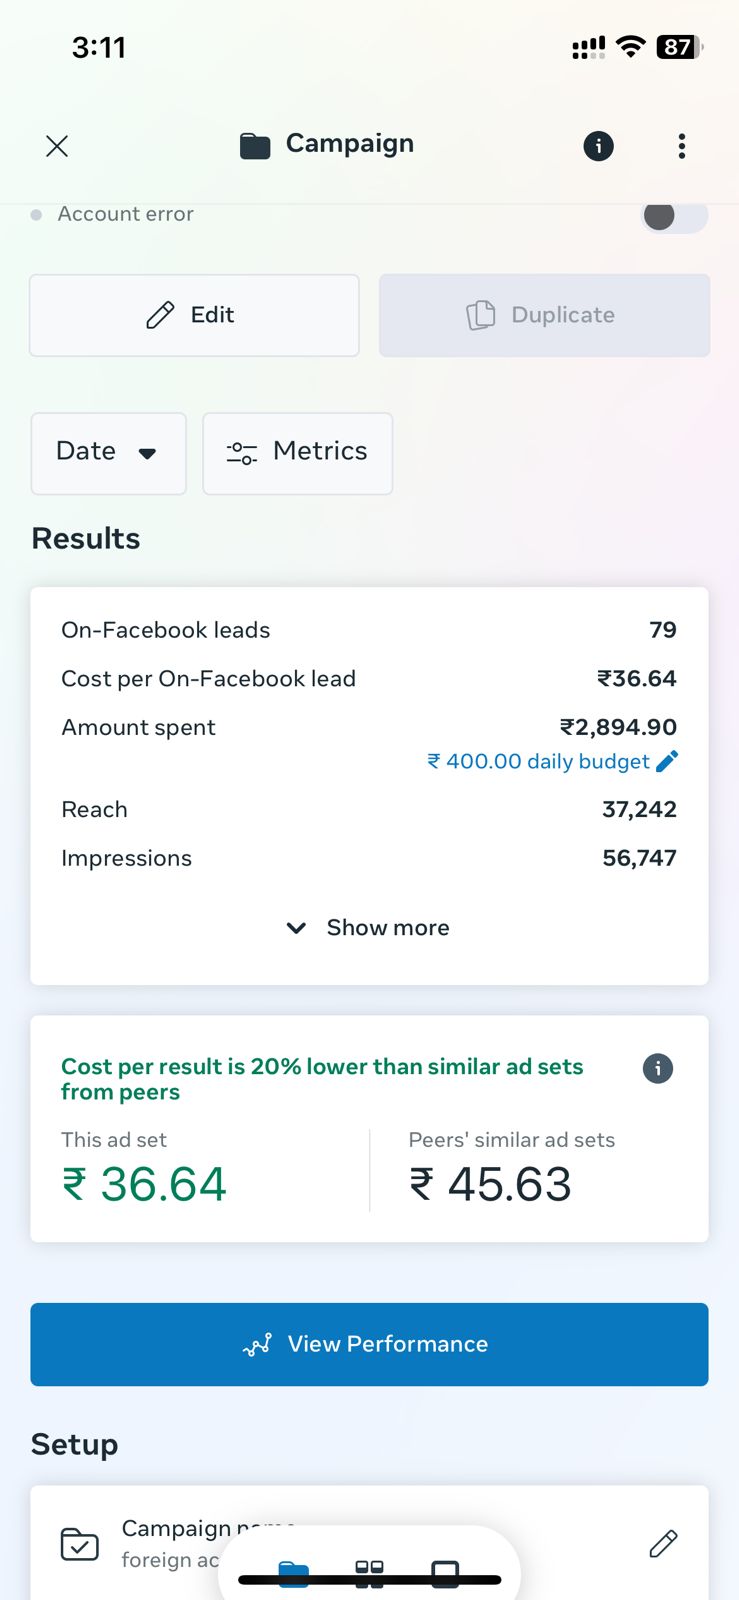 3:11
87
Campaign
Account error
Edit
Duplicate
Date
Metrics
Results
On-Facebook leads 79
Cost per On-Facebook lead ₹36.64
Amount spent ₹2,894.90
₹ 400.00 daily budget
Reach 37,242
Impressions 56,747
Show more
Cost per result is 20% lower than similar ad sets
from peers
This ad set
Peers' similar ad sets
₹ 36.64
₹ 45.63
View Performance
Setup
Campaign
foreign